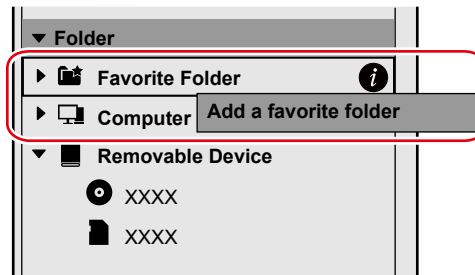 Folder
Favorite Folder
Computer
Add a favorite folder
Removable Device
XXXX
XXXX